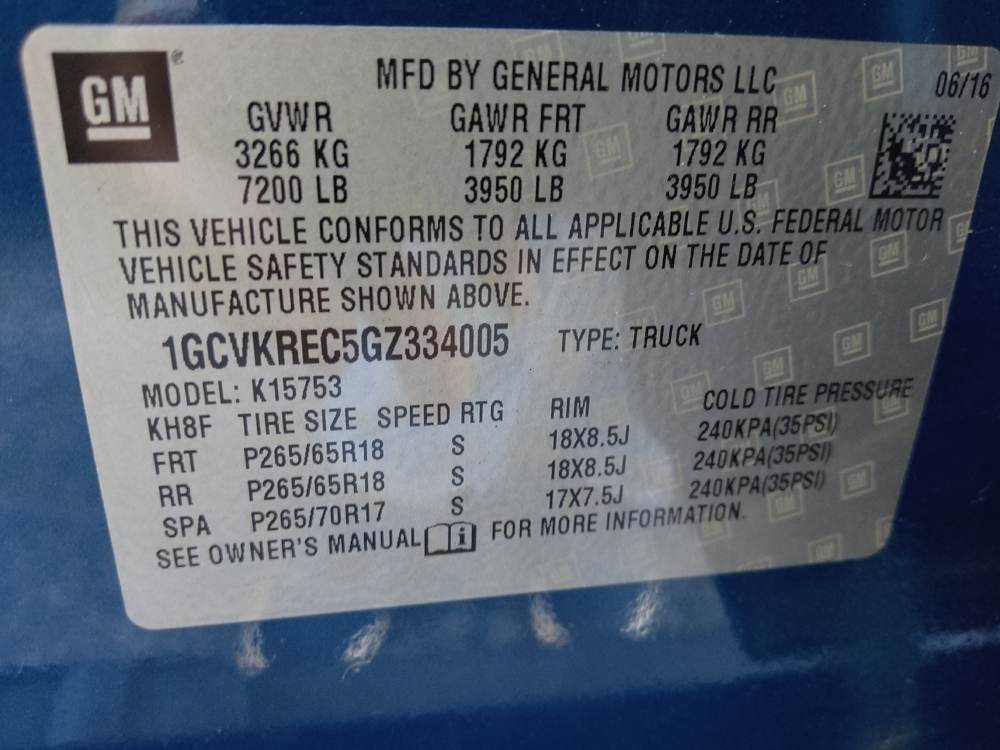 GM
MFD BY GENERAL MOTORS LLC
06/16
GVWR GAWR FRT GAWR RR
3266 KG 1792 KG 1792 KG
7200 LB 3950 LB 3950 LB
THIS VEHICLE CONFORMS TO ALL APPLICABLE U.S. FEDERAL MOTOR
VEHICLE SAFETY STANDARDS IN EFFECT ON THE DATE OF
MANUFACTURE SHOWN ABOVE.
1GCVKREC5GZ334005 TYPE: TRUCK
MODEL: K15753
KH8F TIRE SIZE SPEED RTG RIM COLD TIRE PRESSURE
FRT P265/65R18 S 18X8.5J 240KPA(35PSI)
RR P265/65R18 S 18X8.5J 240KPA(35PSI)
SPA P265/70R17 S 17X7.5J 240KPA(35PSI)
SEE OWNER'S MANUAL i FOR MORE INFORMATION.